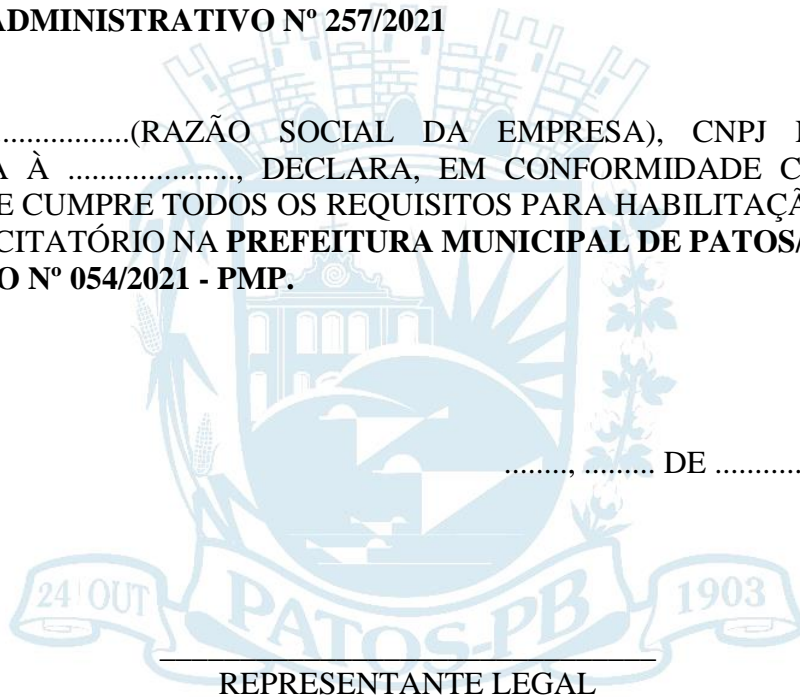 ADMINISTRATIVO Nº 257/2021
................(RAZÃO SOCIAL DA EMPRESA), CNPJ
À ...................., DECLARA, EM CONFORMIDADE
CUMPRE TODOS OS REQUISITOS PARA HABILITAÇÃ
CITATÓRIO NA PREFEITURA MUNICIPAL DE PATOS/
O Nº 054/2021 - PMP.
........, ......... DE ...........
24 OUT
1903
PATOS-PB
REPRESENTANTE LEGAL